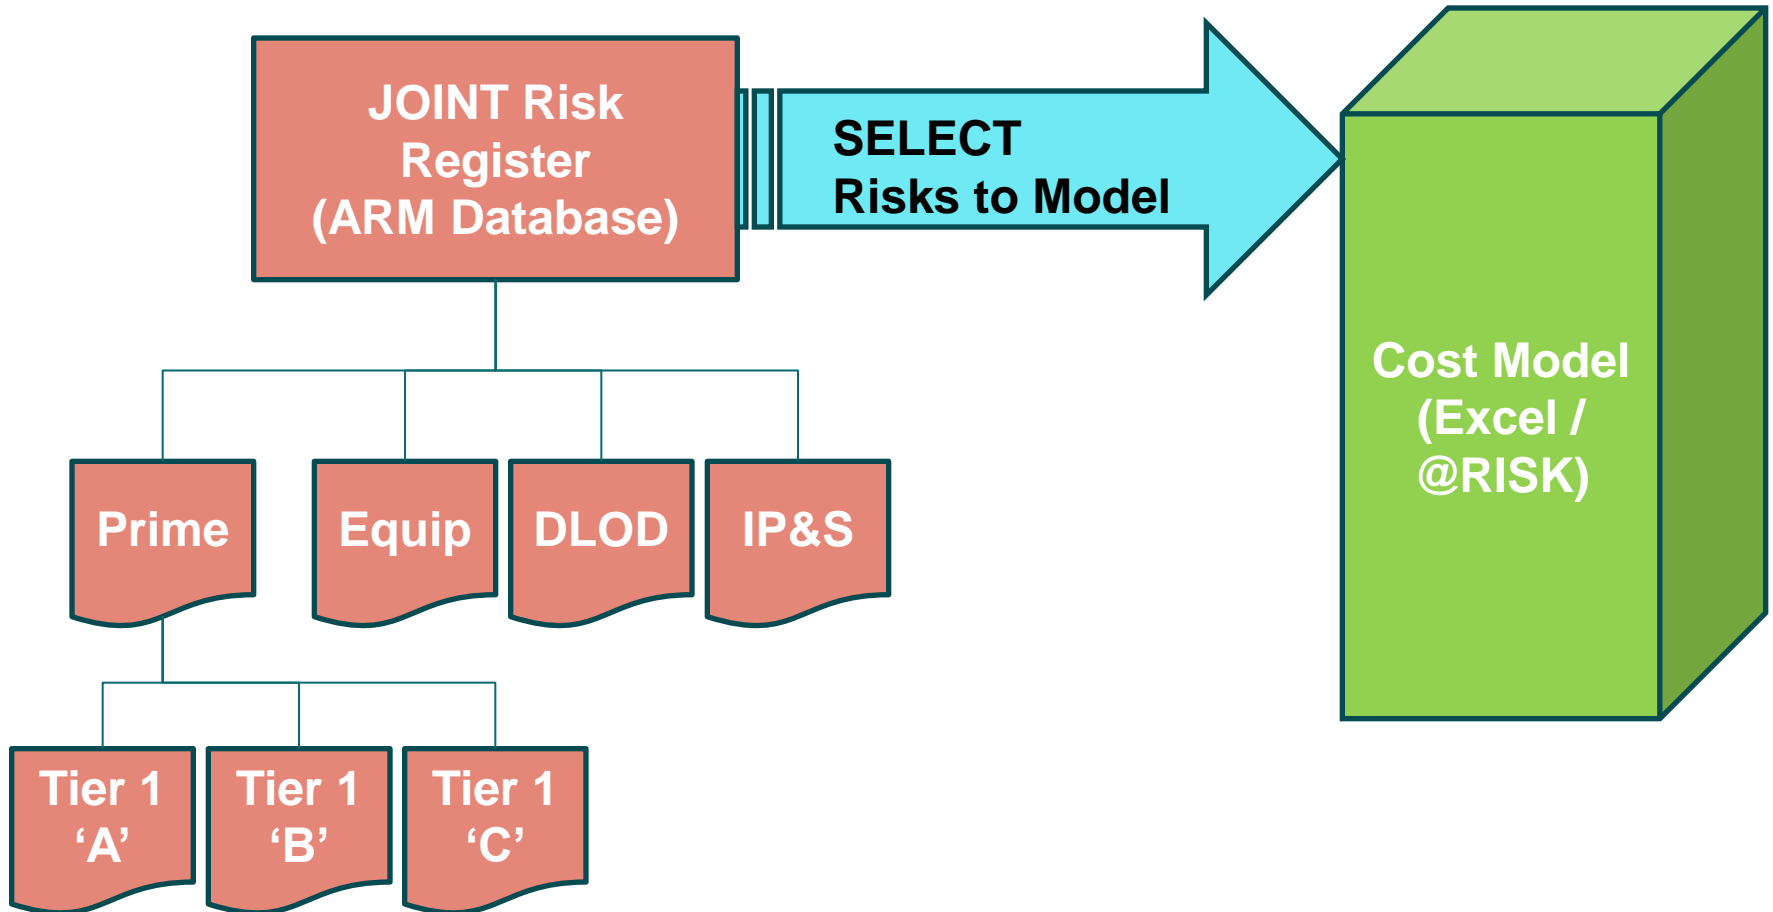 JOINT Risk
Register
(ARM Database)
SELECT
Risks to Model
Cost Model
(Excel /
@RISK)
Prime
Equip
DLOD
IP&S
Tier 1
‘A’
Tier 1
‘B’
Tier 1
‘C’